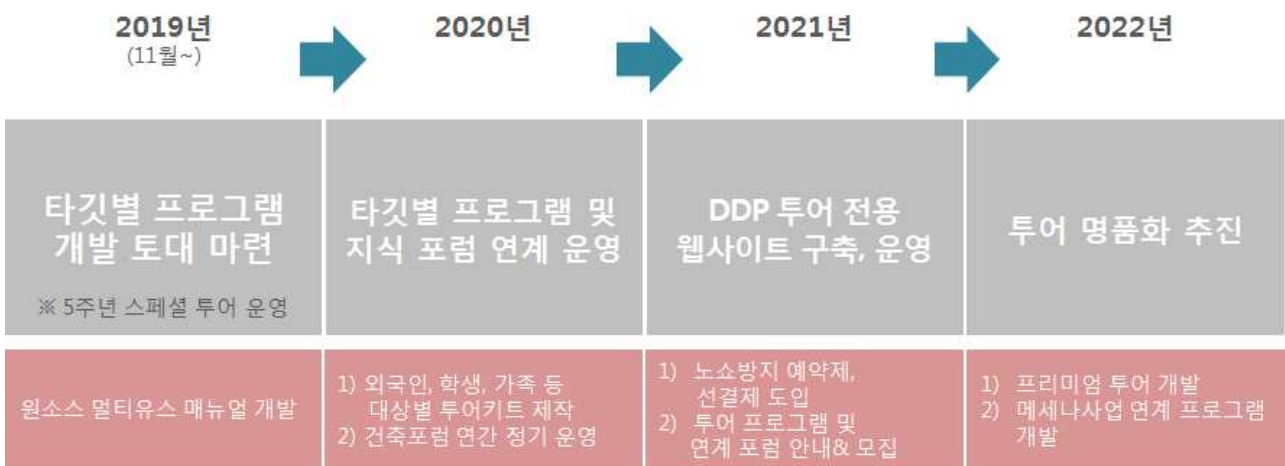 2019년
(11월~)
2020년
2021년
2022년
타깃별 프로그램
개발 토대 마련
※ 5주년 스페셜 투어 운영
타깃별 프로그램 및
지식 포럼 연계 운영
DDP 투어 전용
웹사이트 구축, 운영
투어 명품화 추진
원소스 멀티유스 매뉴얼 개발
1) 외국인, 학생, 가족 등
대상별 투어키트 제작
2) 건축포럼 연간 정기 운영
1) 노쇼방지 예약제,
선결제 도입
2) 투어 프로그램 및
연계 포럼 안내& 모집
1) 프리미엄 투어 개발
2) 메세나사업 연계 프로그램
개발